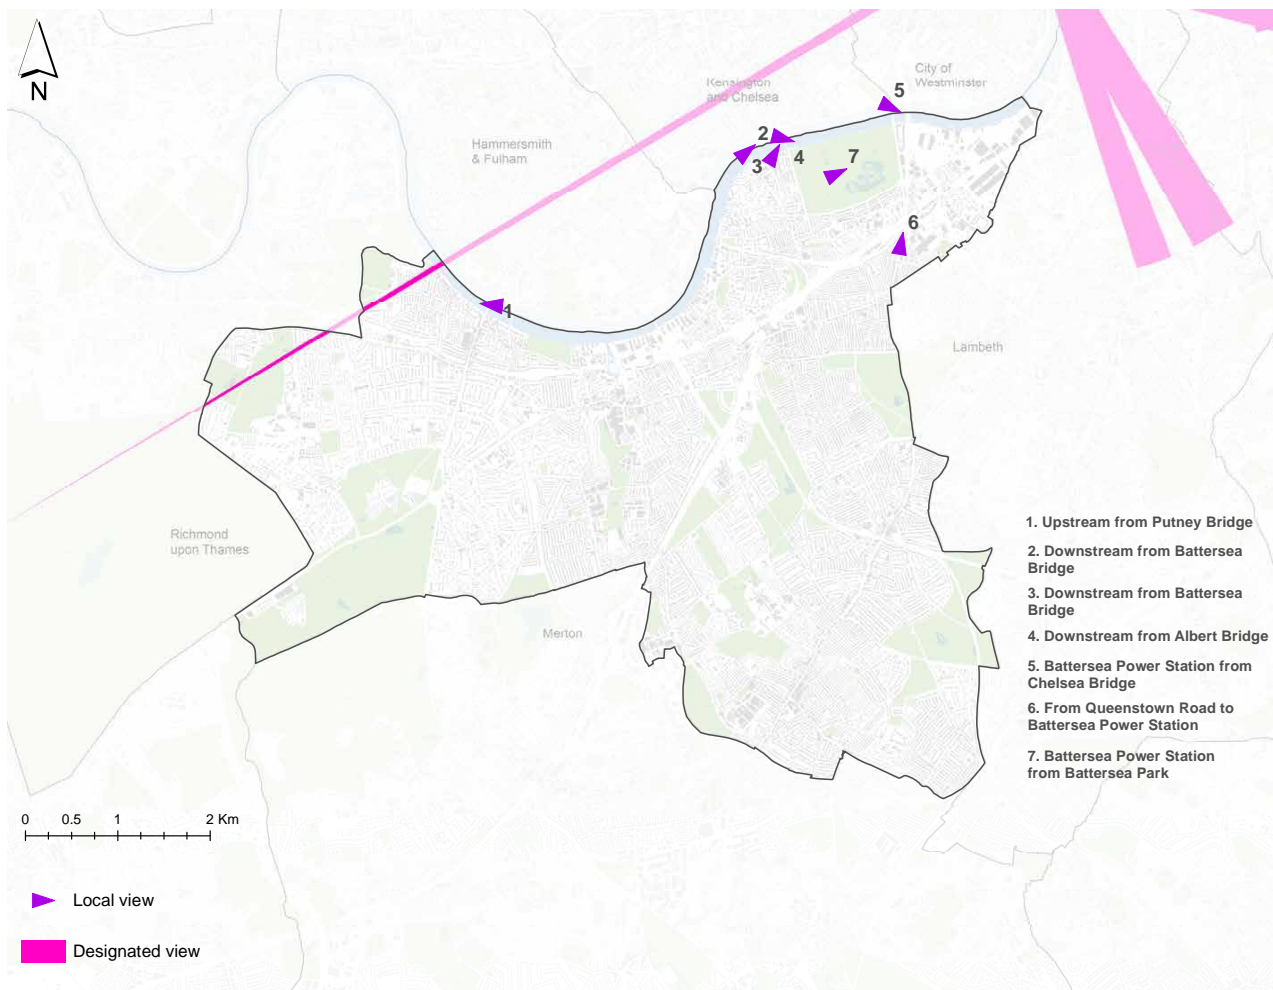 N
City of
Westminster
Kensington
and Chelsea
Hammersmith
& Fulham
5
2
3
4
7
6
1
Lambeth
Richmond
upon Thames
Merton
1. Upstream from Putney Bridge
2. Downstream from Battersea
Bridge
3. Downstream from Battersea
Bridge
4. Downstream from Albert Bridge
5. Battersea Power Station from
Chelsea Bridge
6. From Queenstown Road to
Battersea Power Station
7. Battersea Power Station
from Battersea Park
0 0.5 1 2 Km
Local view
Designated view